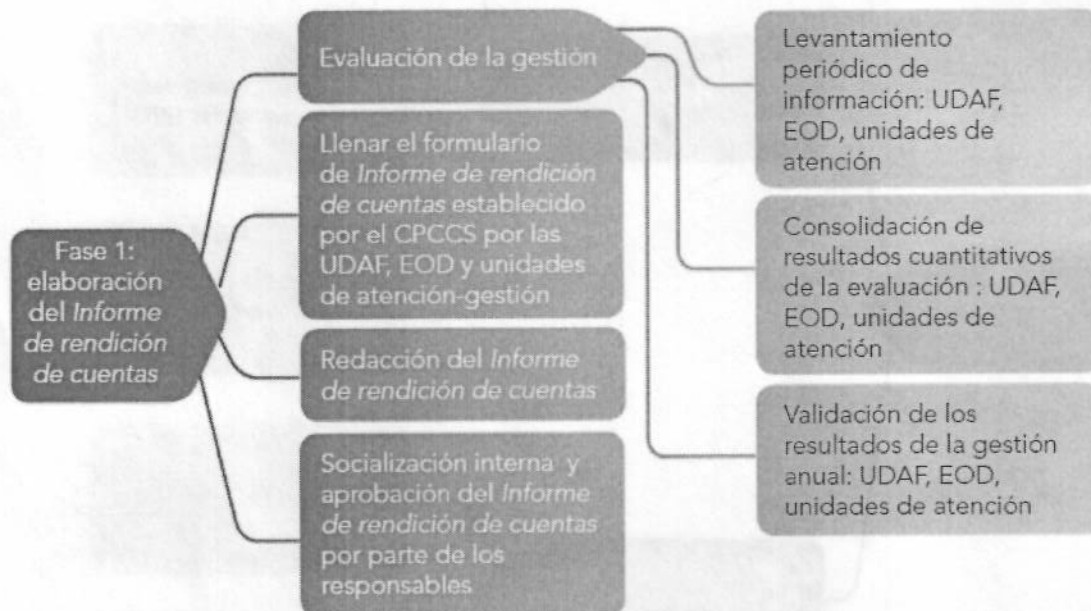 Fase 1:
elaboración
del Informe
de rendición
de cuentas
Evaluación de la gestión
Llenar el formulario
de Informe de rendición
de cuentas establecido
por el CPCCS por las
UDAF, EOD y unidades
de atención-gestión
Redacción del Informe
de rendición de cuentas
Socialización interna y
aprobación del Informe
de rendición de cuentas
por parte de los
responsables
Levantamiento
periódico de
información: UDAF,
EOD, unidades de
atención
Consolidación de
resultados cuantitativos
de la evaluación : UDAF,
EOD, unidades de
atención
Validación de los
resultados de la gestión
anual: UDAF, EOD,
unidades de atención